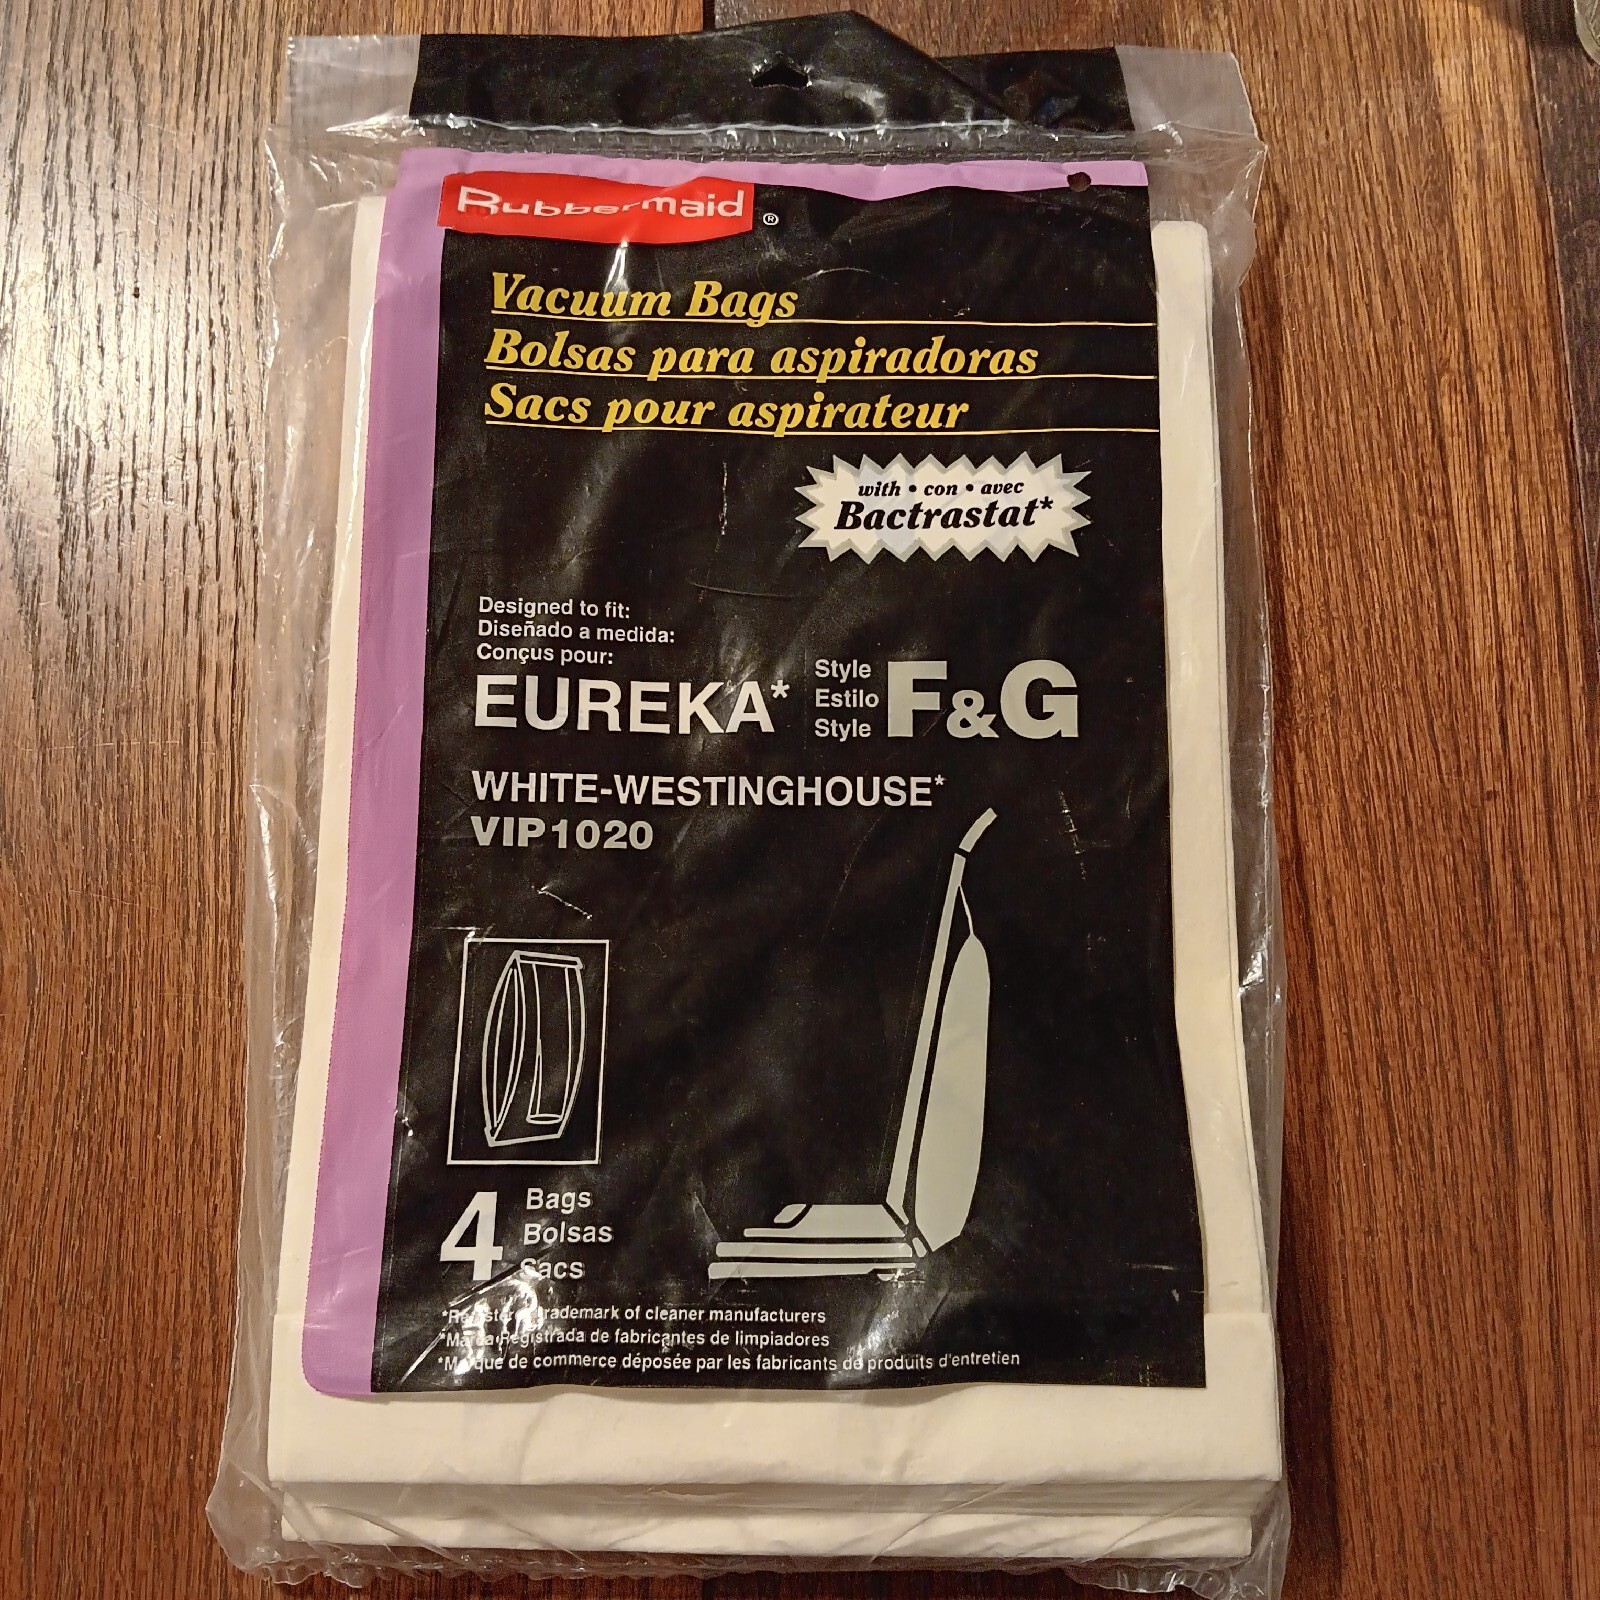 Rubbermaid ®
Vacuum Bags
Bolsas para aspiradoras
Sacs pour aspirateur
with • con • avec
Bactrastat*
Designed to fit:
Diseñado a medida:
Conçus pour:
EUREKA*
Style
Estilo
Style
F&G
WHITE-WESTINGHOUSE*
VIP1020
4
Bags
Bolsas
Sacs
*Registered trademark of cleaner manufacturers
*Marca Registrada de fabricantes de limpiadores
*Marque de commerce déposée par les fabricants de produits d'entretien